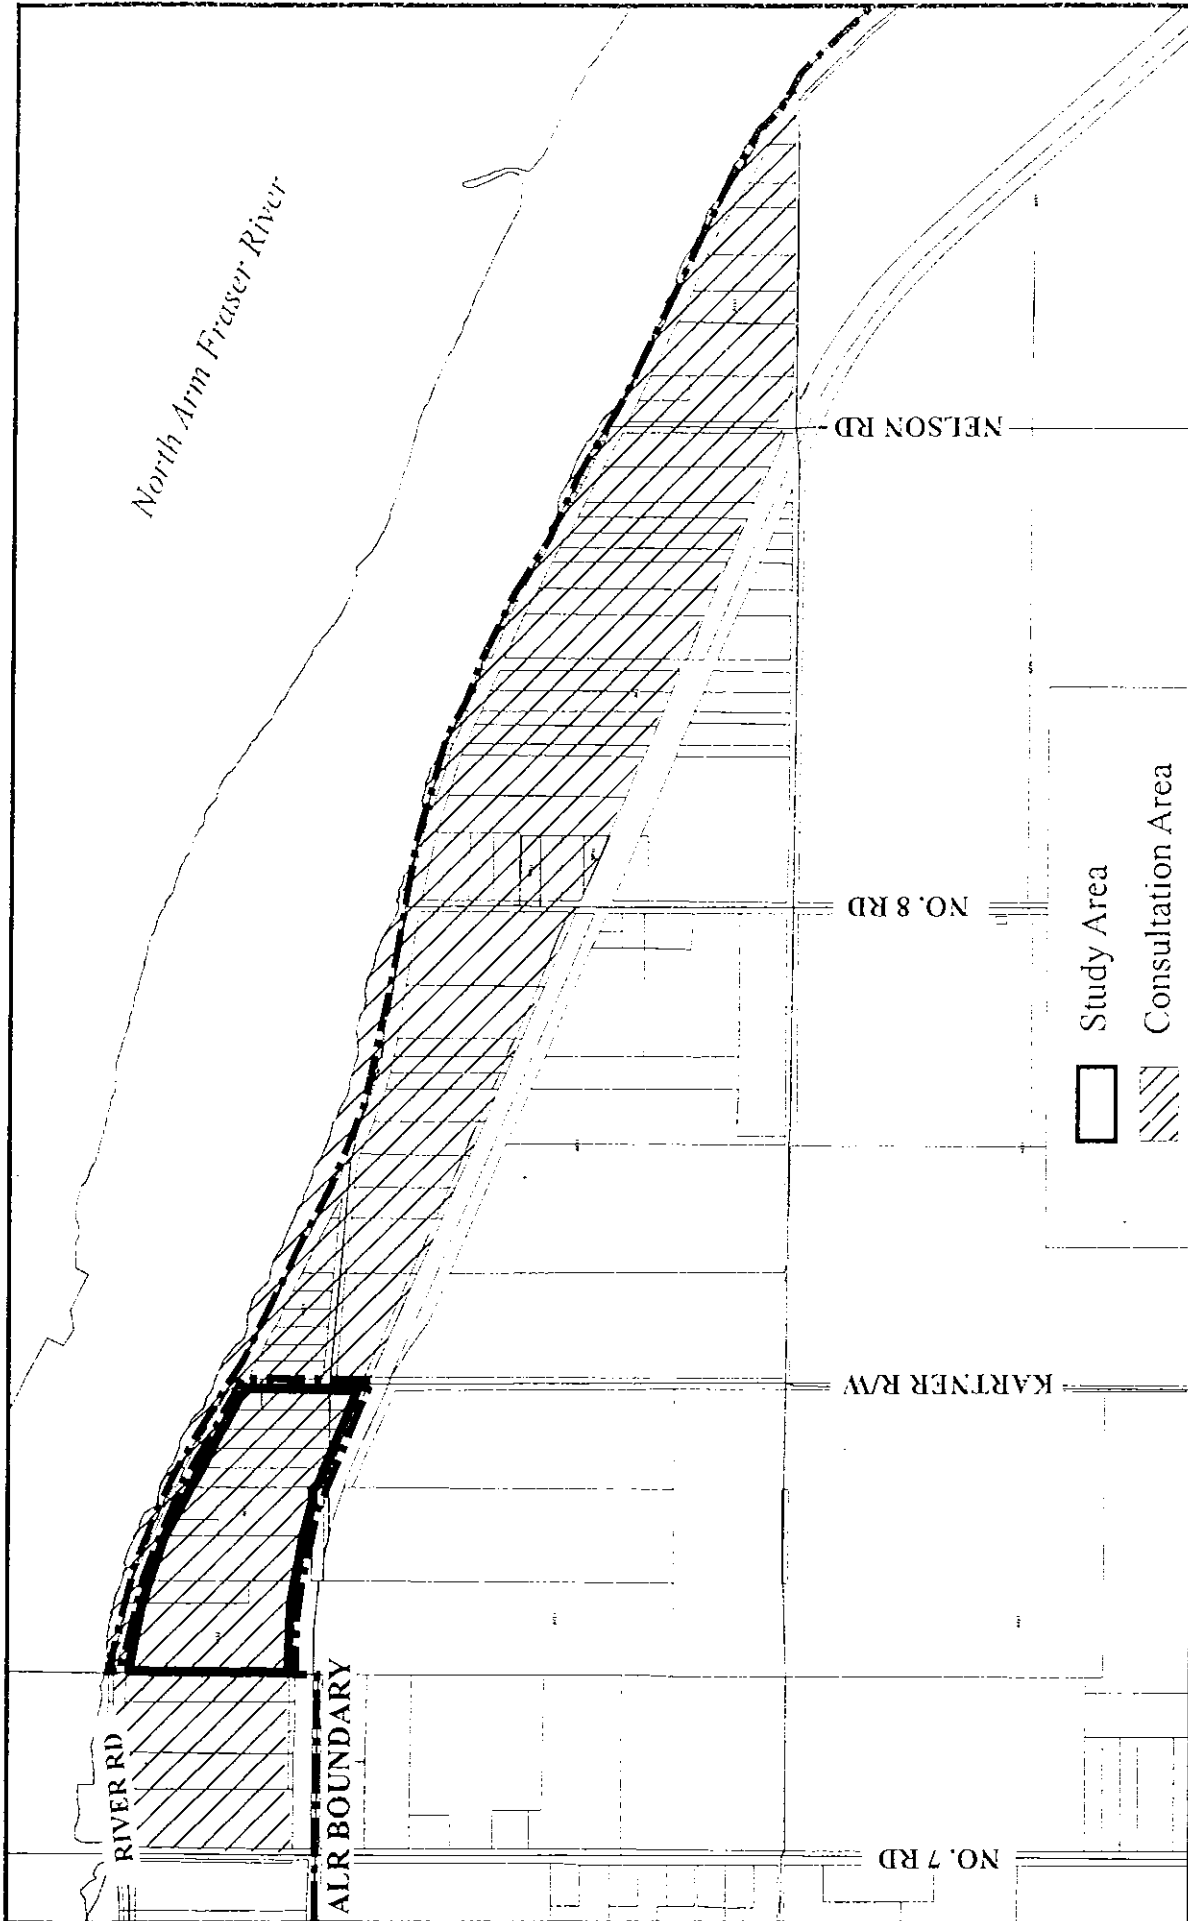 North Arm Fraser River
RIVER RD
ALR BOUNDARY
NO. 7 RD
KARTNER R/W
NO. 8 RD
NELSON RD
Study Area
Consultation Area